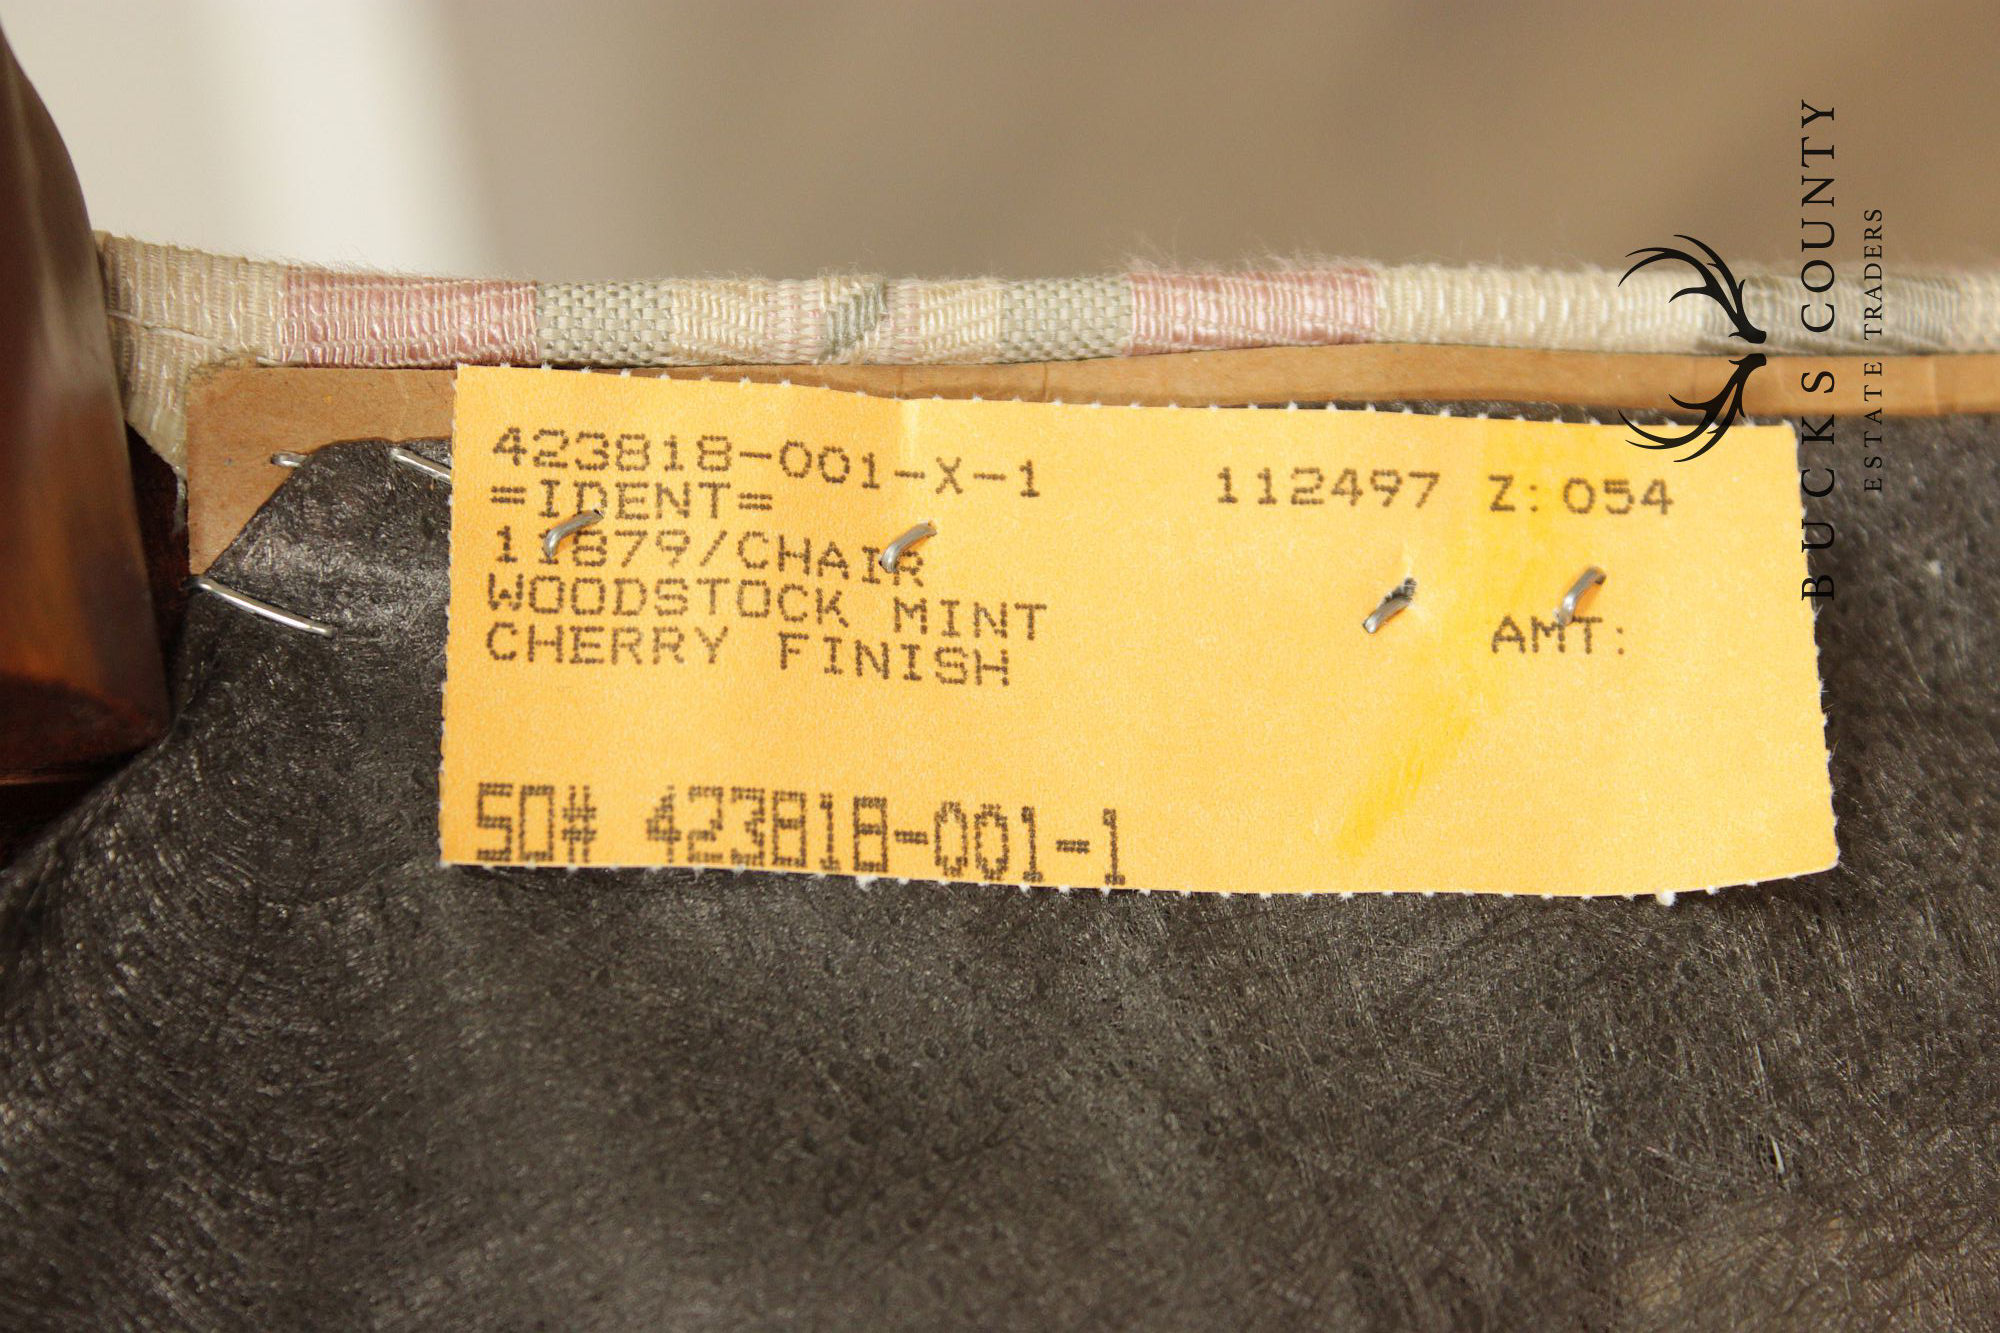 423818-001-X-1 112497 Z:054
=IDENT=
11879/CHAIR
WOODSTOCK MINT AMT:
CHERRY FINISH
SO# 423818-001-1
BUCKS COUNTY
ESTATE TRADERS